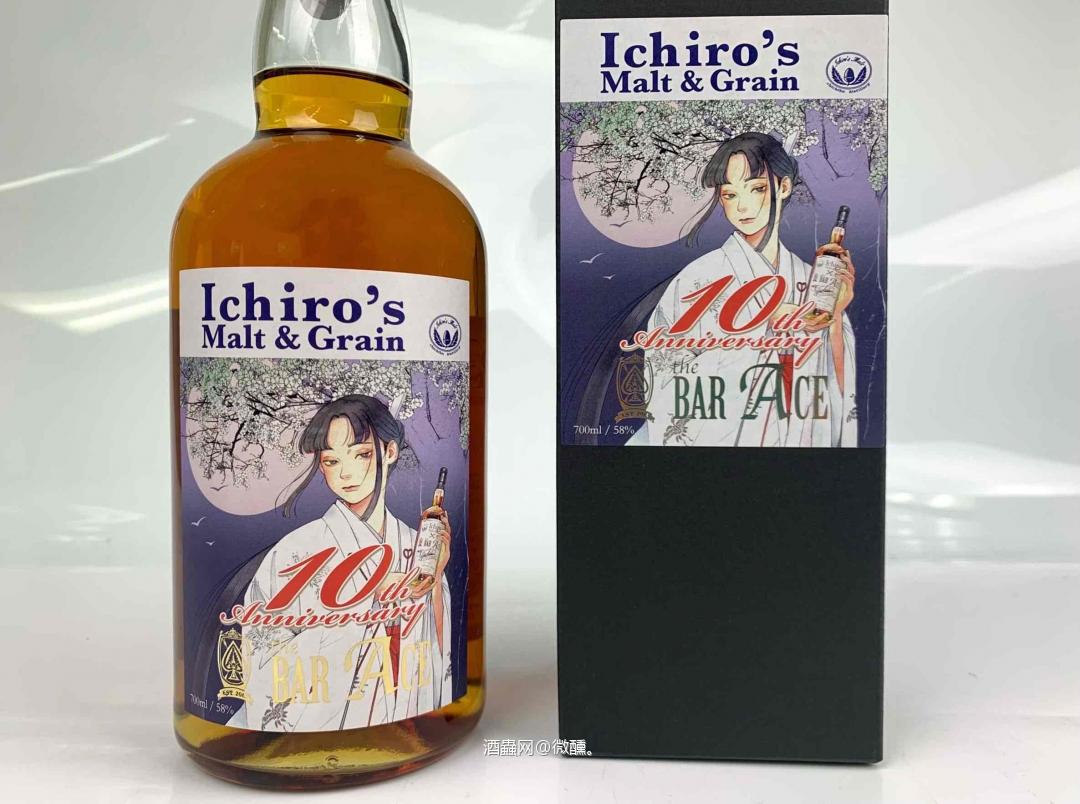 Ichiro's
Malt & Grain
10th
Anniversary
the
BAR ACE
700ml / 58%
Ichiro's
Malt & Grain
10th
Anniversary
the
BAR ACE
700ml / 58%
酒蟲网@微醺。